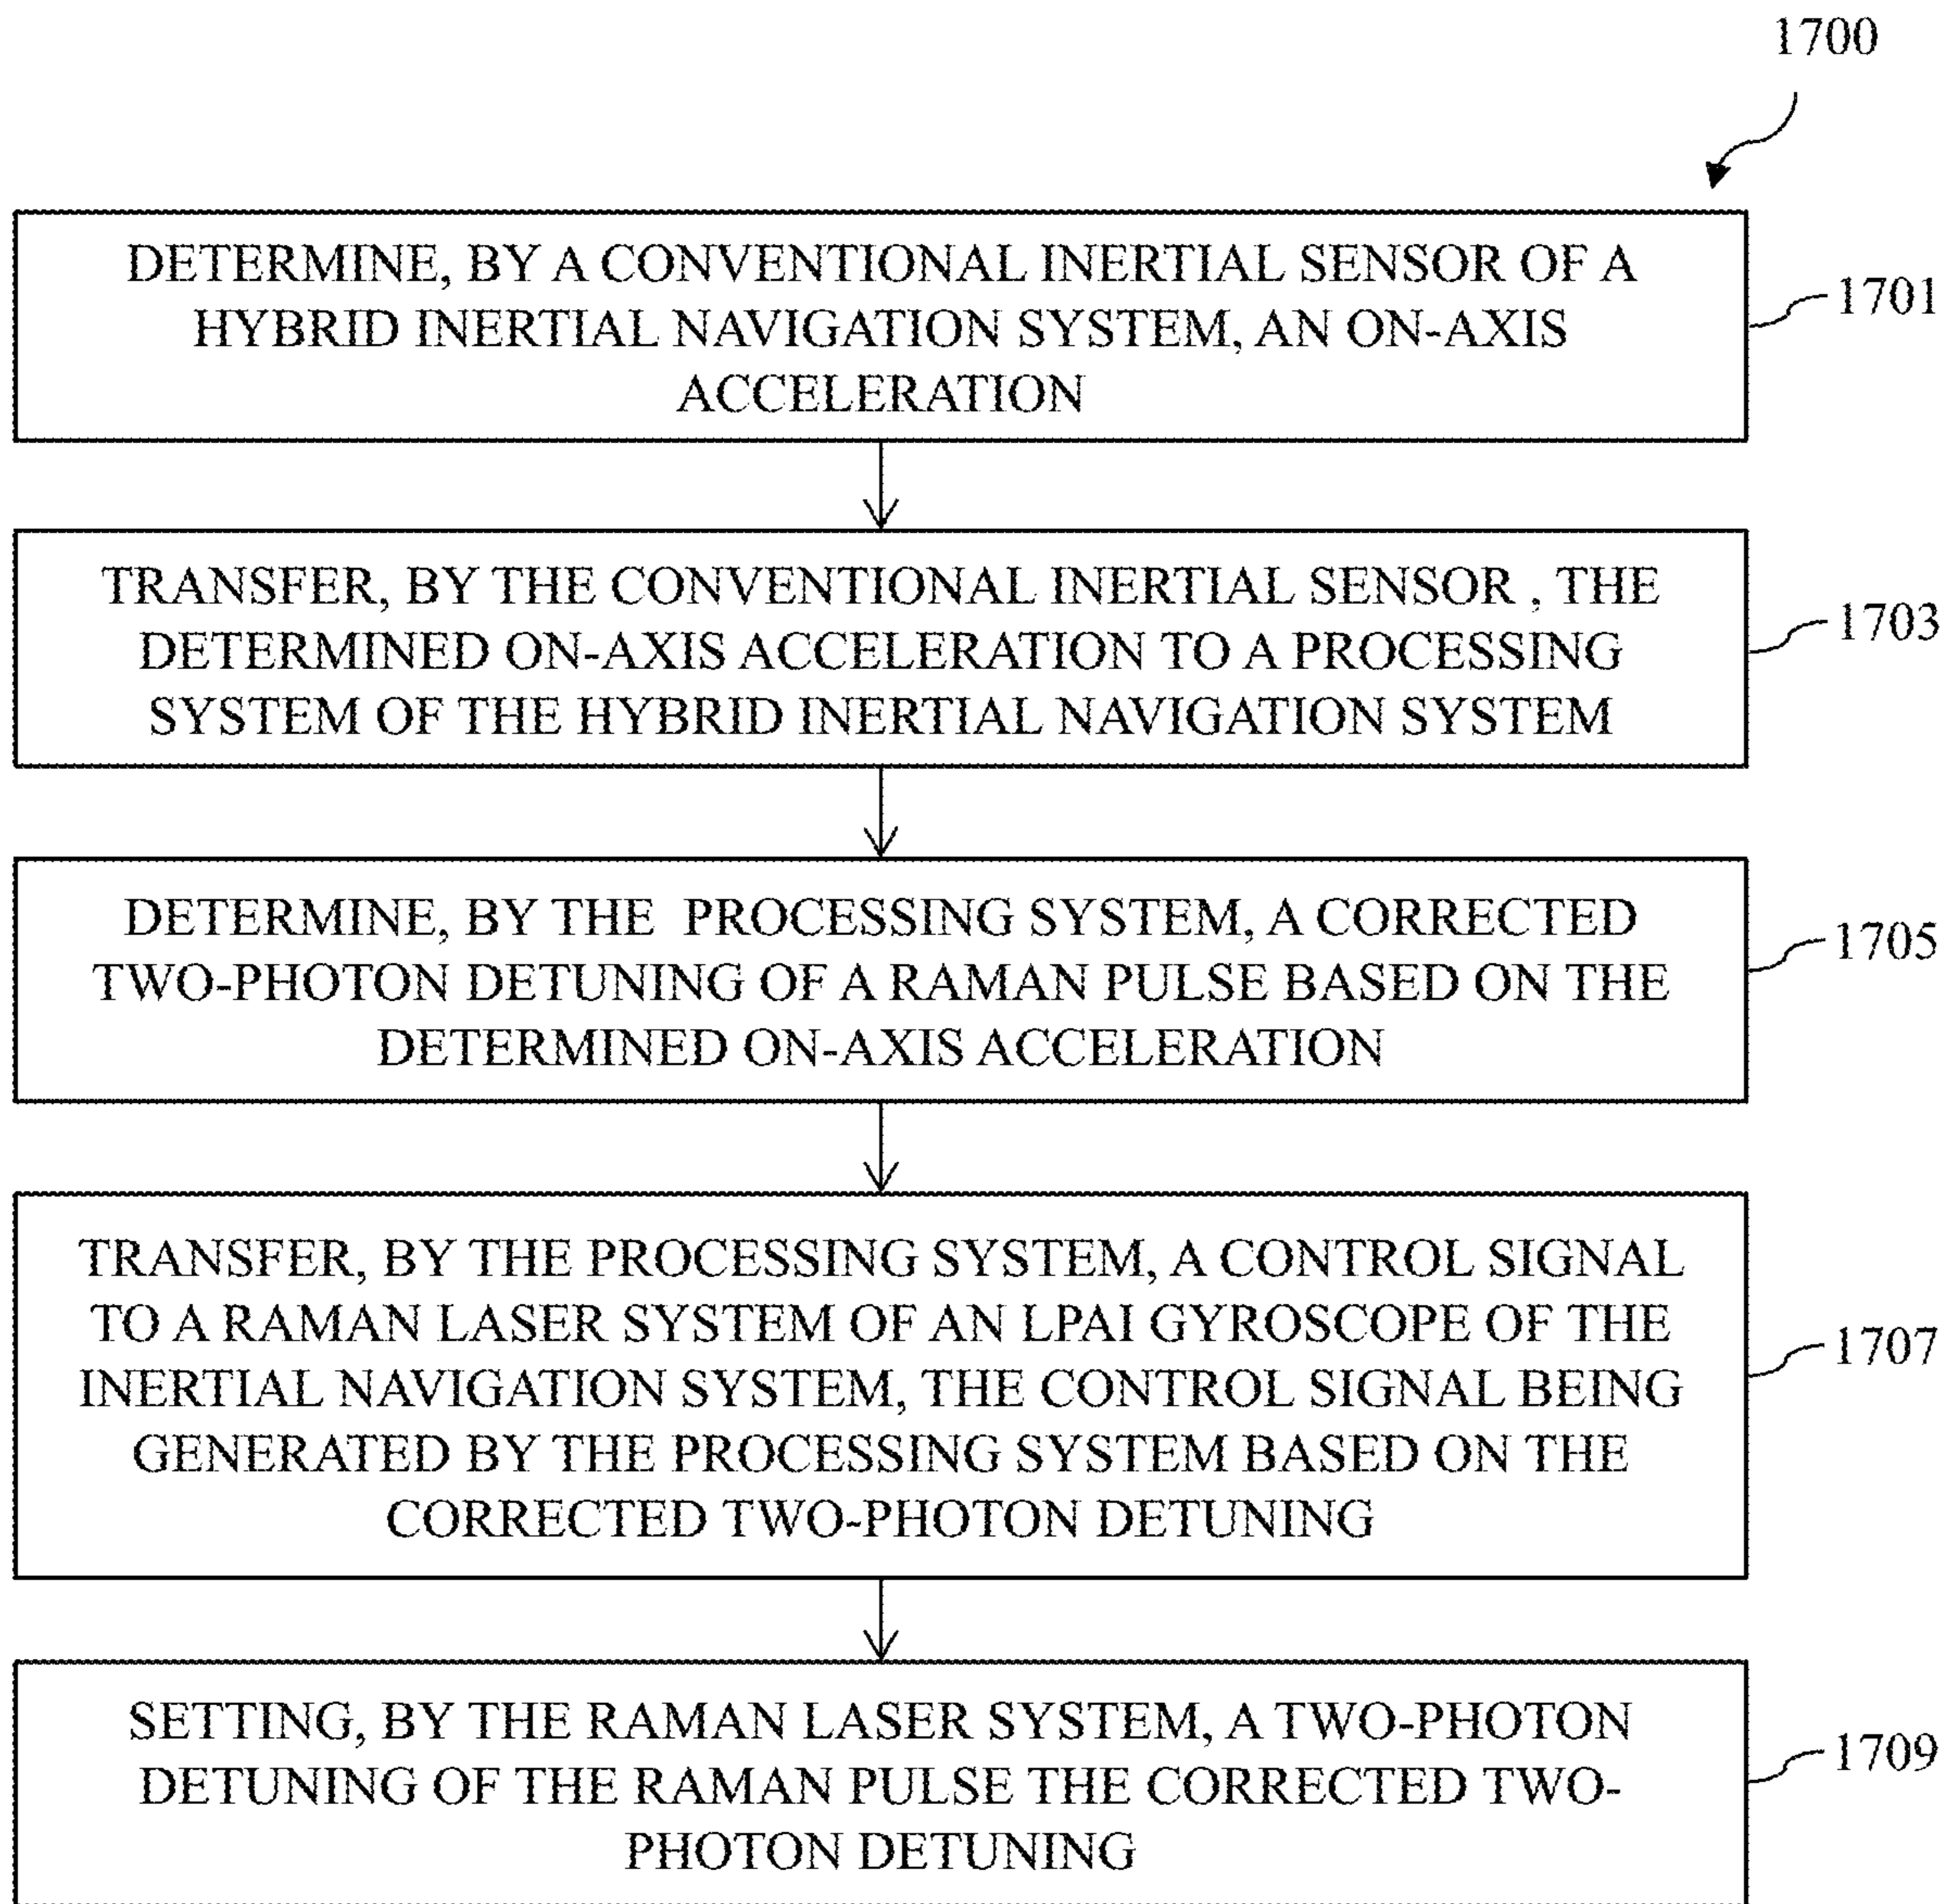 1700
DETERMINE, BY A CONVENTIONAL INERTIAL SENSOR OF A
HYBRID INERTIAL NAVIGATION SYSTEM, AN ON-AXIS
ACCELERATION
1701
TRANSFER, BY THE CONVENTIONAL INERTIAL SENSOR , THE
DETERMINED ON-AXIS ACCELERATION TO A PROCESSING
SYSTEM OF THE HYBRID INERTIAL NAVIGATION SYSTEM
1703
DETERMINE, BY THE PROCESSING SYSTEM, A CORRECTED
TWO-PHOTON DETUNING OF A RAMAN PULSE BASED ON THE
DETERMINED ON-AXIS ACCELERATION
1705
TRANSFER, BY THE PROCESSING SYSTEM, A CONTROL SIGNAL
TO A RAMAN LASER SYSTEM OF AN LPAI GYROSCOPE OF THE
INERTIAL NAVIGATION SYSTEM, THE CONTROL SIGNAL BEING
GENERATED BY THE PROCESSING SYSTEM BASED ON THE
CORRECTED TWO-PHOTON DETUNING
1707
SETTING, BY THE RAMAN LASER SYSTEM, A TWO-PHOTON
DETUNING OF THE RAMAN PULSE THE CORRECTED TWO-
PHOTON DETUNING
1709